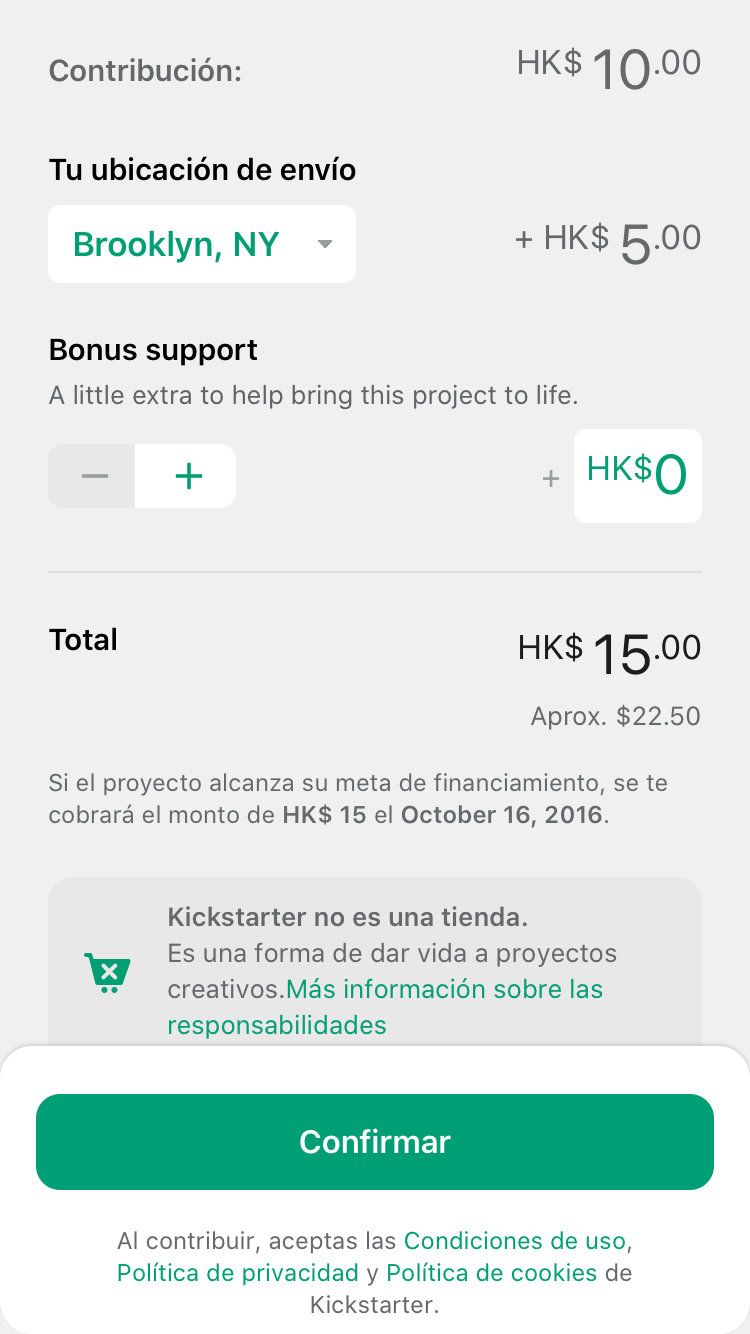 Contribución: HK$ 10.00
Tu ubicación de envío
Brooklyn, NY + HK$ 5.00
Bonus support
A little extra to help bring this project to life.
− + + HK$0
Total HK$ 15.00
Aprox. $22.50
Si el proyecto alcanza su meta de financiamiento, se te
cobrará el monto de HK$ 15 el October 16, 2016.
Kickstarter no es una tienda.
Es una forma de dar vida a proyectos
creativos.Más información sobre las
responsabilidades
Confirmar
Al contribuir, aceptas las Condiciones de uso,
Política de privacidad y Política de cookies de
Kickstarter.